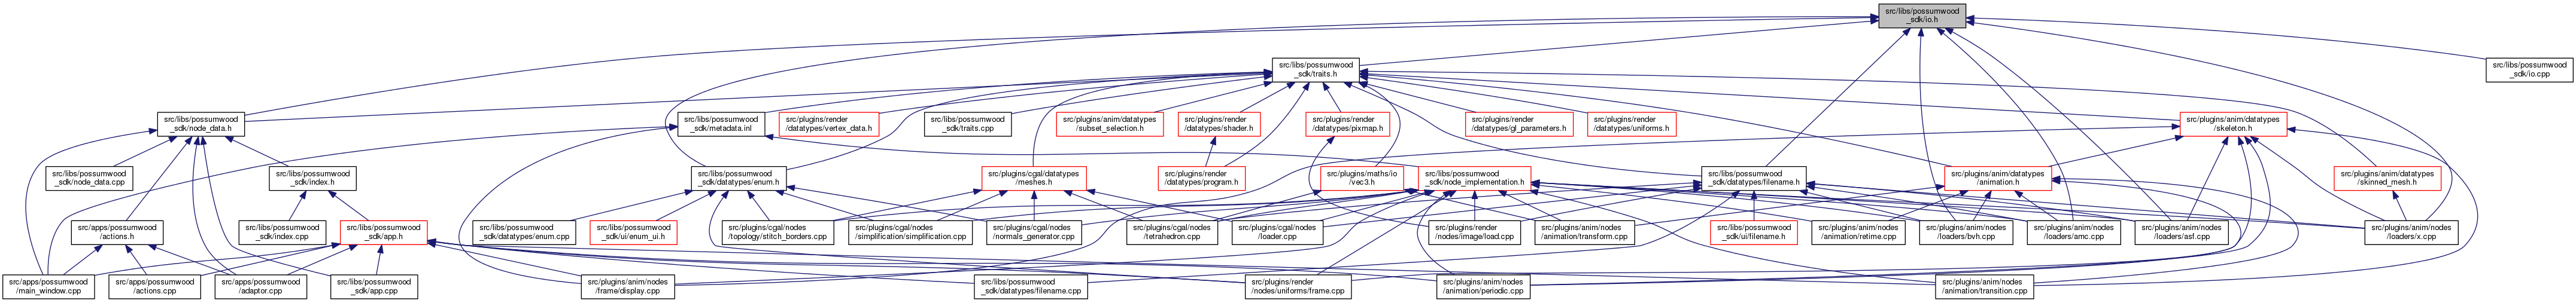 src/libs/possumwood
_sdk/io.h
src/libs/possumwood
_sdk/io.cpp
src/libs/possumwood
_sdk/traits.h
src/libs/possumwood
_sdk/node_data.h
src/libs/possumwood
_sdk/metadata.inl
src/plugins/render
/datatypes/vertex_data.h
src/libs/possumwood
_sdk/traits.cpp
src/plugins/anim/datatypes
/subset_selection.h
src/plugins/render
/datatypes/shader.h
src/plugins/render
/datatypes/pixmap.h
src/plugins/render
/datatypes/gl_parameters.h
src/plugins/render
/datatypes/uniforms.h
src/plugins/anim/datatypes
/skeleton.h
src/libs/possumwood
_sdk/node_data.cpp
src/libs/possumwood
_sdk/index.h
src/libs/possumwood
_sdk/datatypes/enum.h
src/plugins/cgal/datatypes
/meshes.h
src/plugins/render
/datatypes/program.h
src/plugins/maths/io
/vec3.h
src/libs/possumwood
_sdk/node_implementation.h
src/libs/possumwood
_sdk/datatypes/filename.h
src/plugins/anim/datatypes
/animation.h
src/plugins/anim/datatypes
/skinned_mesh.h
src/apps/possumwood
/actions.h
src/libs/possumwood
_sdk/index.cpp
src/libs/possumwood
_sdk/app.h
src/libs/possumwood
_sdk/datatypes/enum.cpp
src/libs/possumwood
_sdk/ui/enum_ui.h
src/plugins/cgal/nodes
/topology/stitch_borders.cpp
src/plugins/cgal/nodes
/simplification/simplification.cpp
src/plugins/cgal/nodes
/normals_generator.cpp
src/plugins/cgal/nodes
/tetrahedron.cpp
src/plugins/cgal/nodes
/loader.cpp
src/plugins/render
/nodes/image/load.cpp
src/plugins/anim/nodes
/animation/transform.cpp
src/libs/possumwood
_sdk/ui/filename.h
src/plugins/anim/nodes
/animation/retime.cpp
src/plugins/anim/nodes
/loaders/bvh.cpp
src/plugins/anim/nodes
/loaders/amc.cpp
src/plugins/anim/nodes
/loaders/asf.cpp
src/plugins/anim/nodes
/loaders/x.cpp
src/apps/possumwood
/main_window.cpp
src/apps/possumwood
/actions.cpp
src/apps/possumwood
/adaptor.cpp
src/libs/possumwood
_sdk/app.cpp
src/plugins/anim/nodes
/frame/display.cpp
src/libs/possumwood
_sdk/datatypes/filename.cpp
src/plugins/render
/nodes/uniforms/frame.cpp
src/plugins/anim/nodes
/animation/periodic.cpp
src/plugins/anim/nodes
/animation/transition.cpp